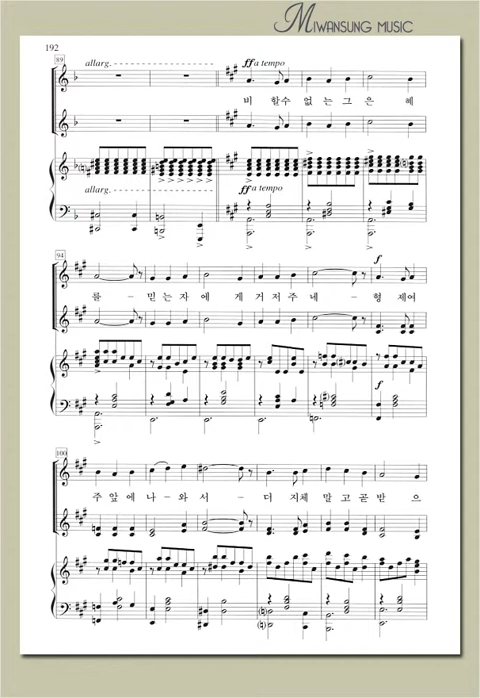 MIWANSUNG MUSIC
192
89
allarg.
ff a tempo
비 할수 없 는 그 은 혜
allarg.
ff a tempo
94
f
를 - 믿 는 자 에 게 거 저 주 네 - 형 제여
f
100
주 앞 에 나 - 와 서 - 더 지체 말 고 곧 받 으